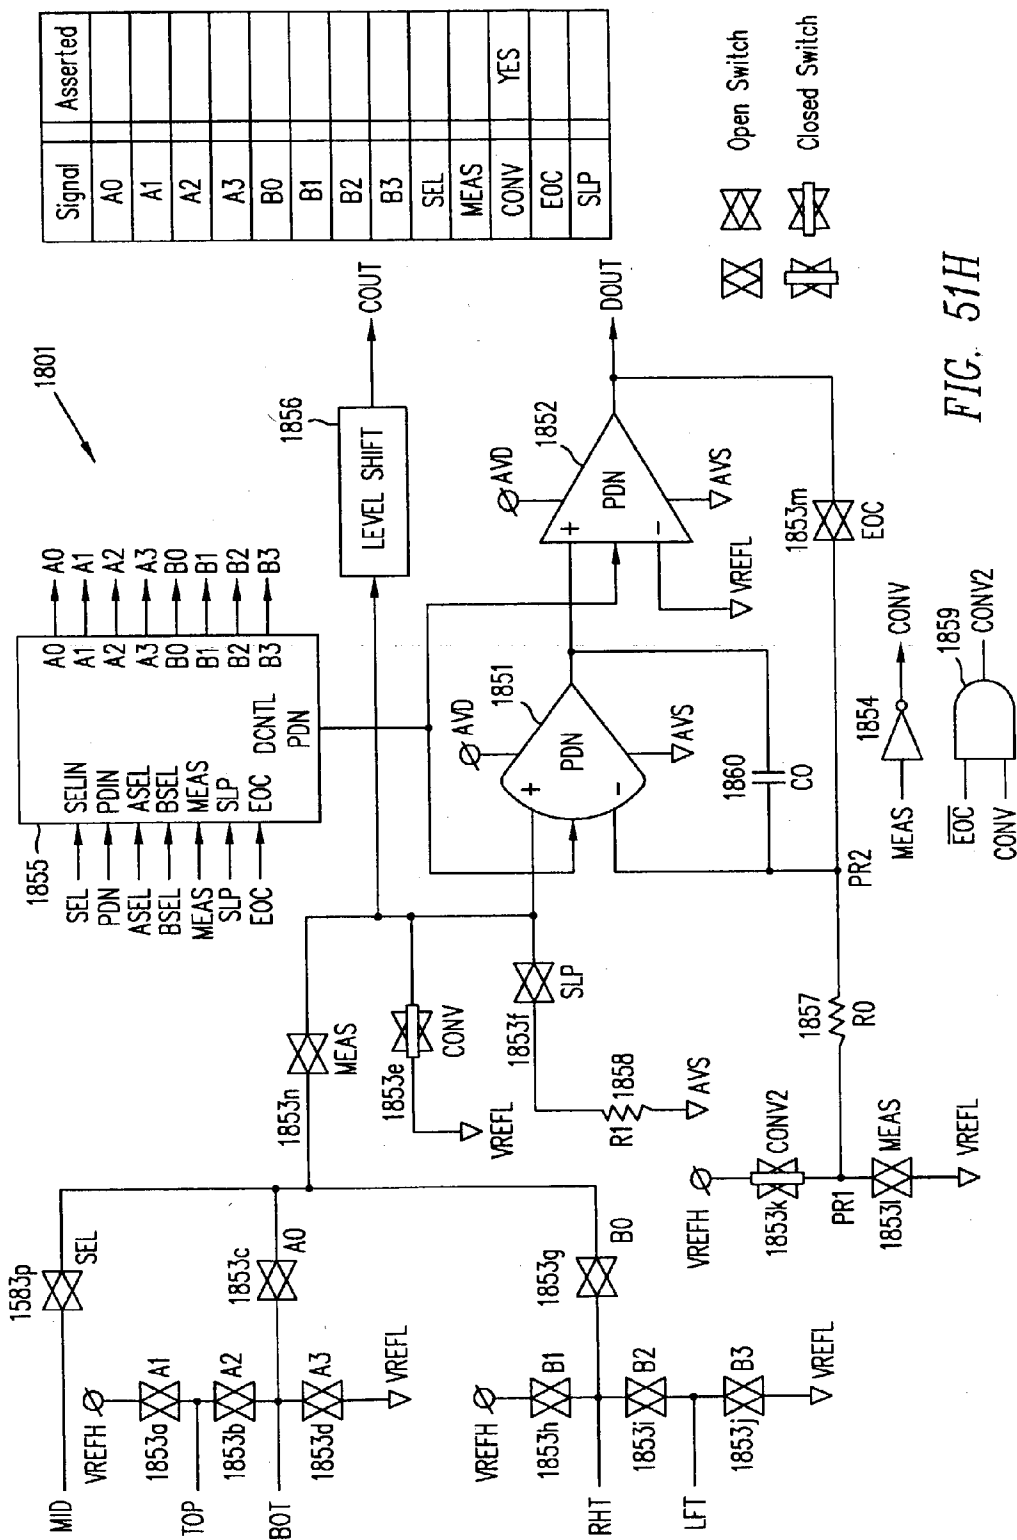 1801
Signal Asserted
A0
A1
A2
A3
B0
B1
B2
B3
SEL
MEAS
CONV YES
EOC
SLP
Open Switch
Closed Switch
1855
SEL SELIN
PDN PDIN
ASEL ASEL
BSEL BSEL
MEAS MEAS
SLP SLP
EOC EOC
DCNTL
PDN
A0 A0
A1 A1
A2 A2
A3 A3
B0 B0
B1 B1
B2 B2
B3 B3
1856
LEVEL SHIFT
COUT
MID
1583p
SEL
VREFH
1853a
A1
TOP
1853b
A2
BOT
1853c
A0
1853d
A3
VREFL
VREFH
1853h
B1
RHT
1853g
B0
1853i
B2
LFT
1853j
B3
VREFL
1853n
MEAS
1853e
CONV
VREFL
1853f
SLP
R1
1858
AVS
AVD
1851
+
PDN
-
AVS
1860
C0
AVD
1852
+
PDN
-
AVS
VREFL
DOUT
1853m
EOC
VREFH
1853k
CONV2
PR1
1853l
MEAS
VREFL
1857
R0
PR2
1854
MEAS
CONV
1859
EOC
CONV
CONV2
FIG. 51H